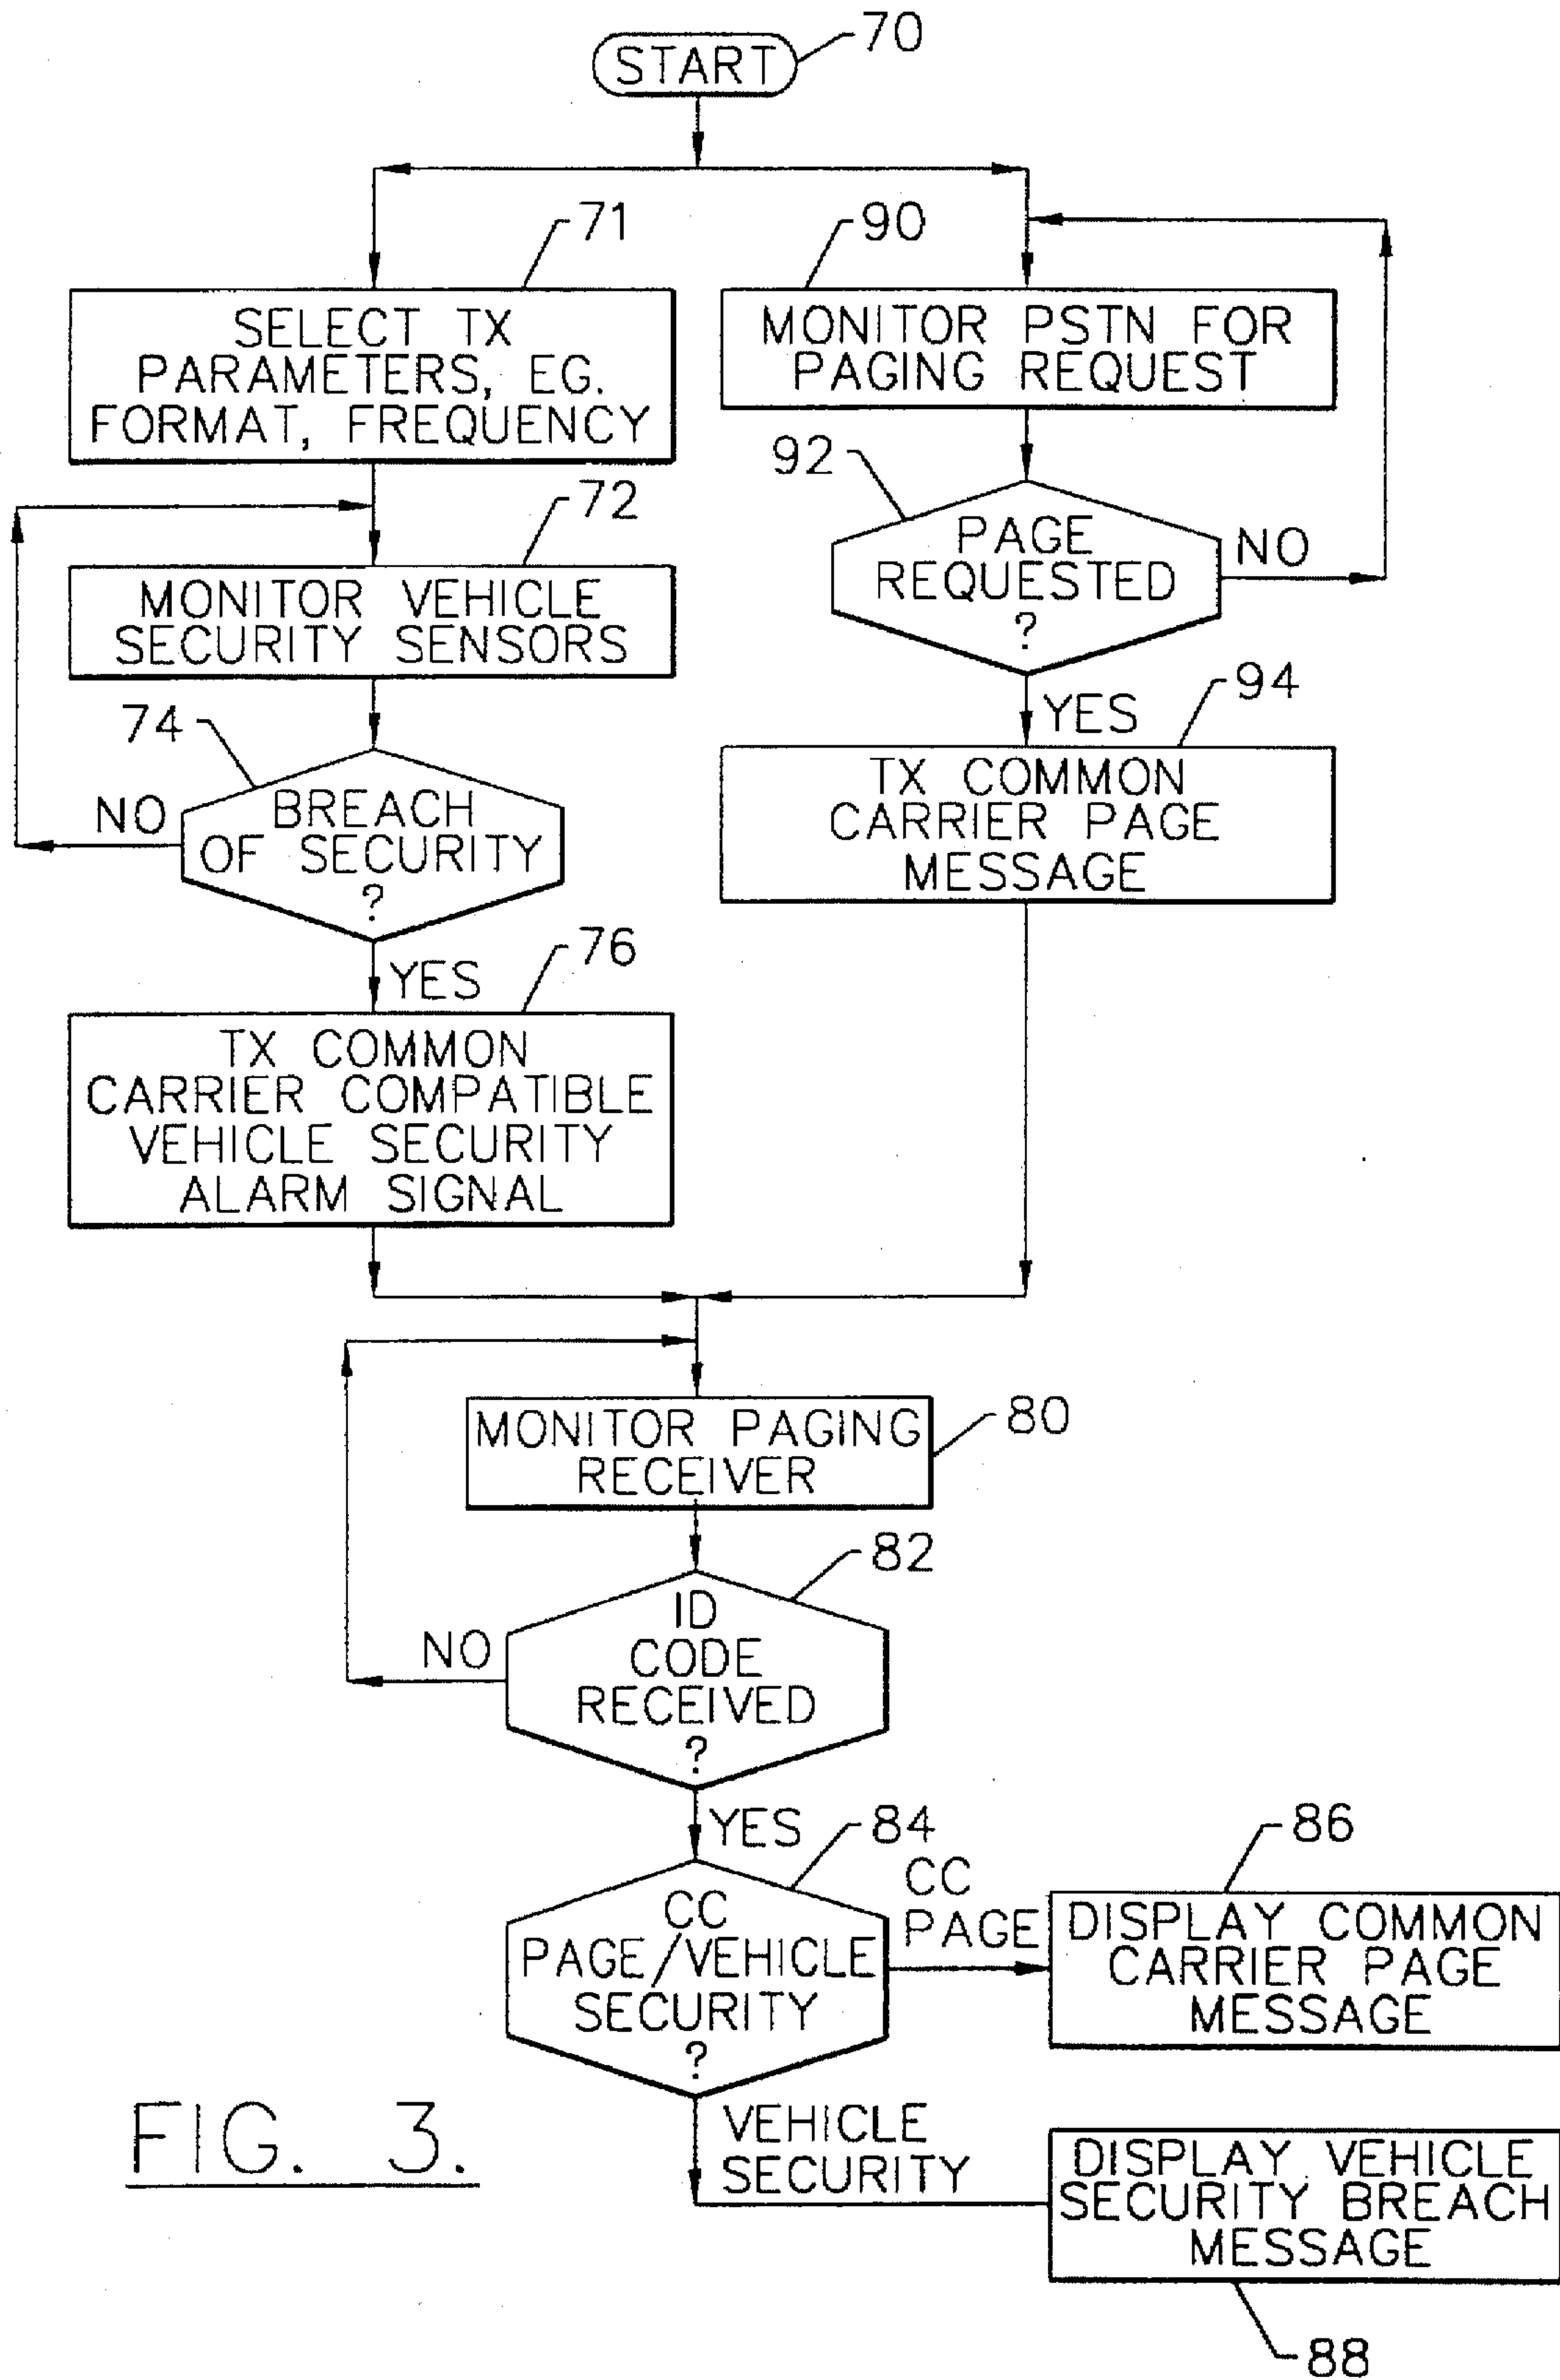 START
70
71
SELECT TX
PARAMETERS, EG.
FORMAT, FREQUENCY
90
MONITOR PSTN FOR
PAGING REQUEST
72
MONITOR VEHICLE
SECURITY SENSORS
92
PAGE
REQUESTED
?
NO
74
BREACH
OF SECURITY
?
NO
YES
94
TX COMMON
CARRIER PAGE
MESSAGE
YES
76
TX COMMON
CARRIER COMPATIBLE
VEHICLE SECURITY
ALARM SIGNAL
MONITOR PAGING
RECEIVER
80
82
ID
CODE
RECEIVED
?
NO
YES
84
CC
PAGE/VEHICLE
SECURITY
?
CC
PAGE
86
DISPLAY COMMON
CARRIER PAGE
MESSAGE
VEHICLE
SECURITY
DISPLAY VEHICLE
SECURITY BREACH
MESSAGE
88
FIG. 3.